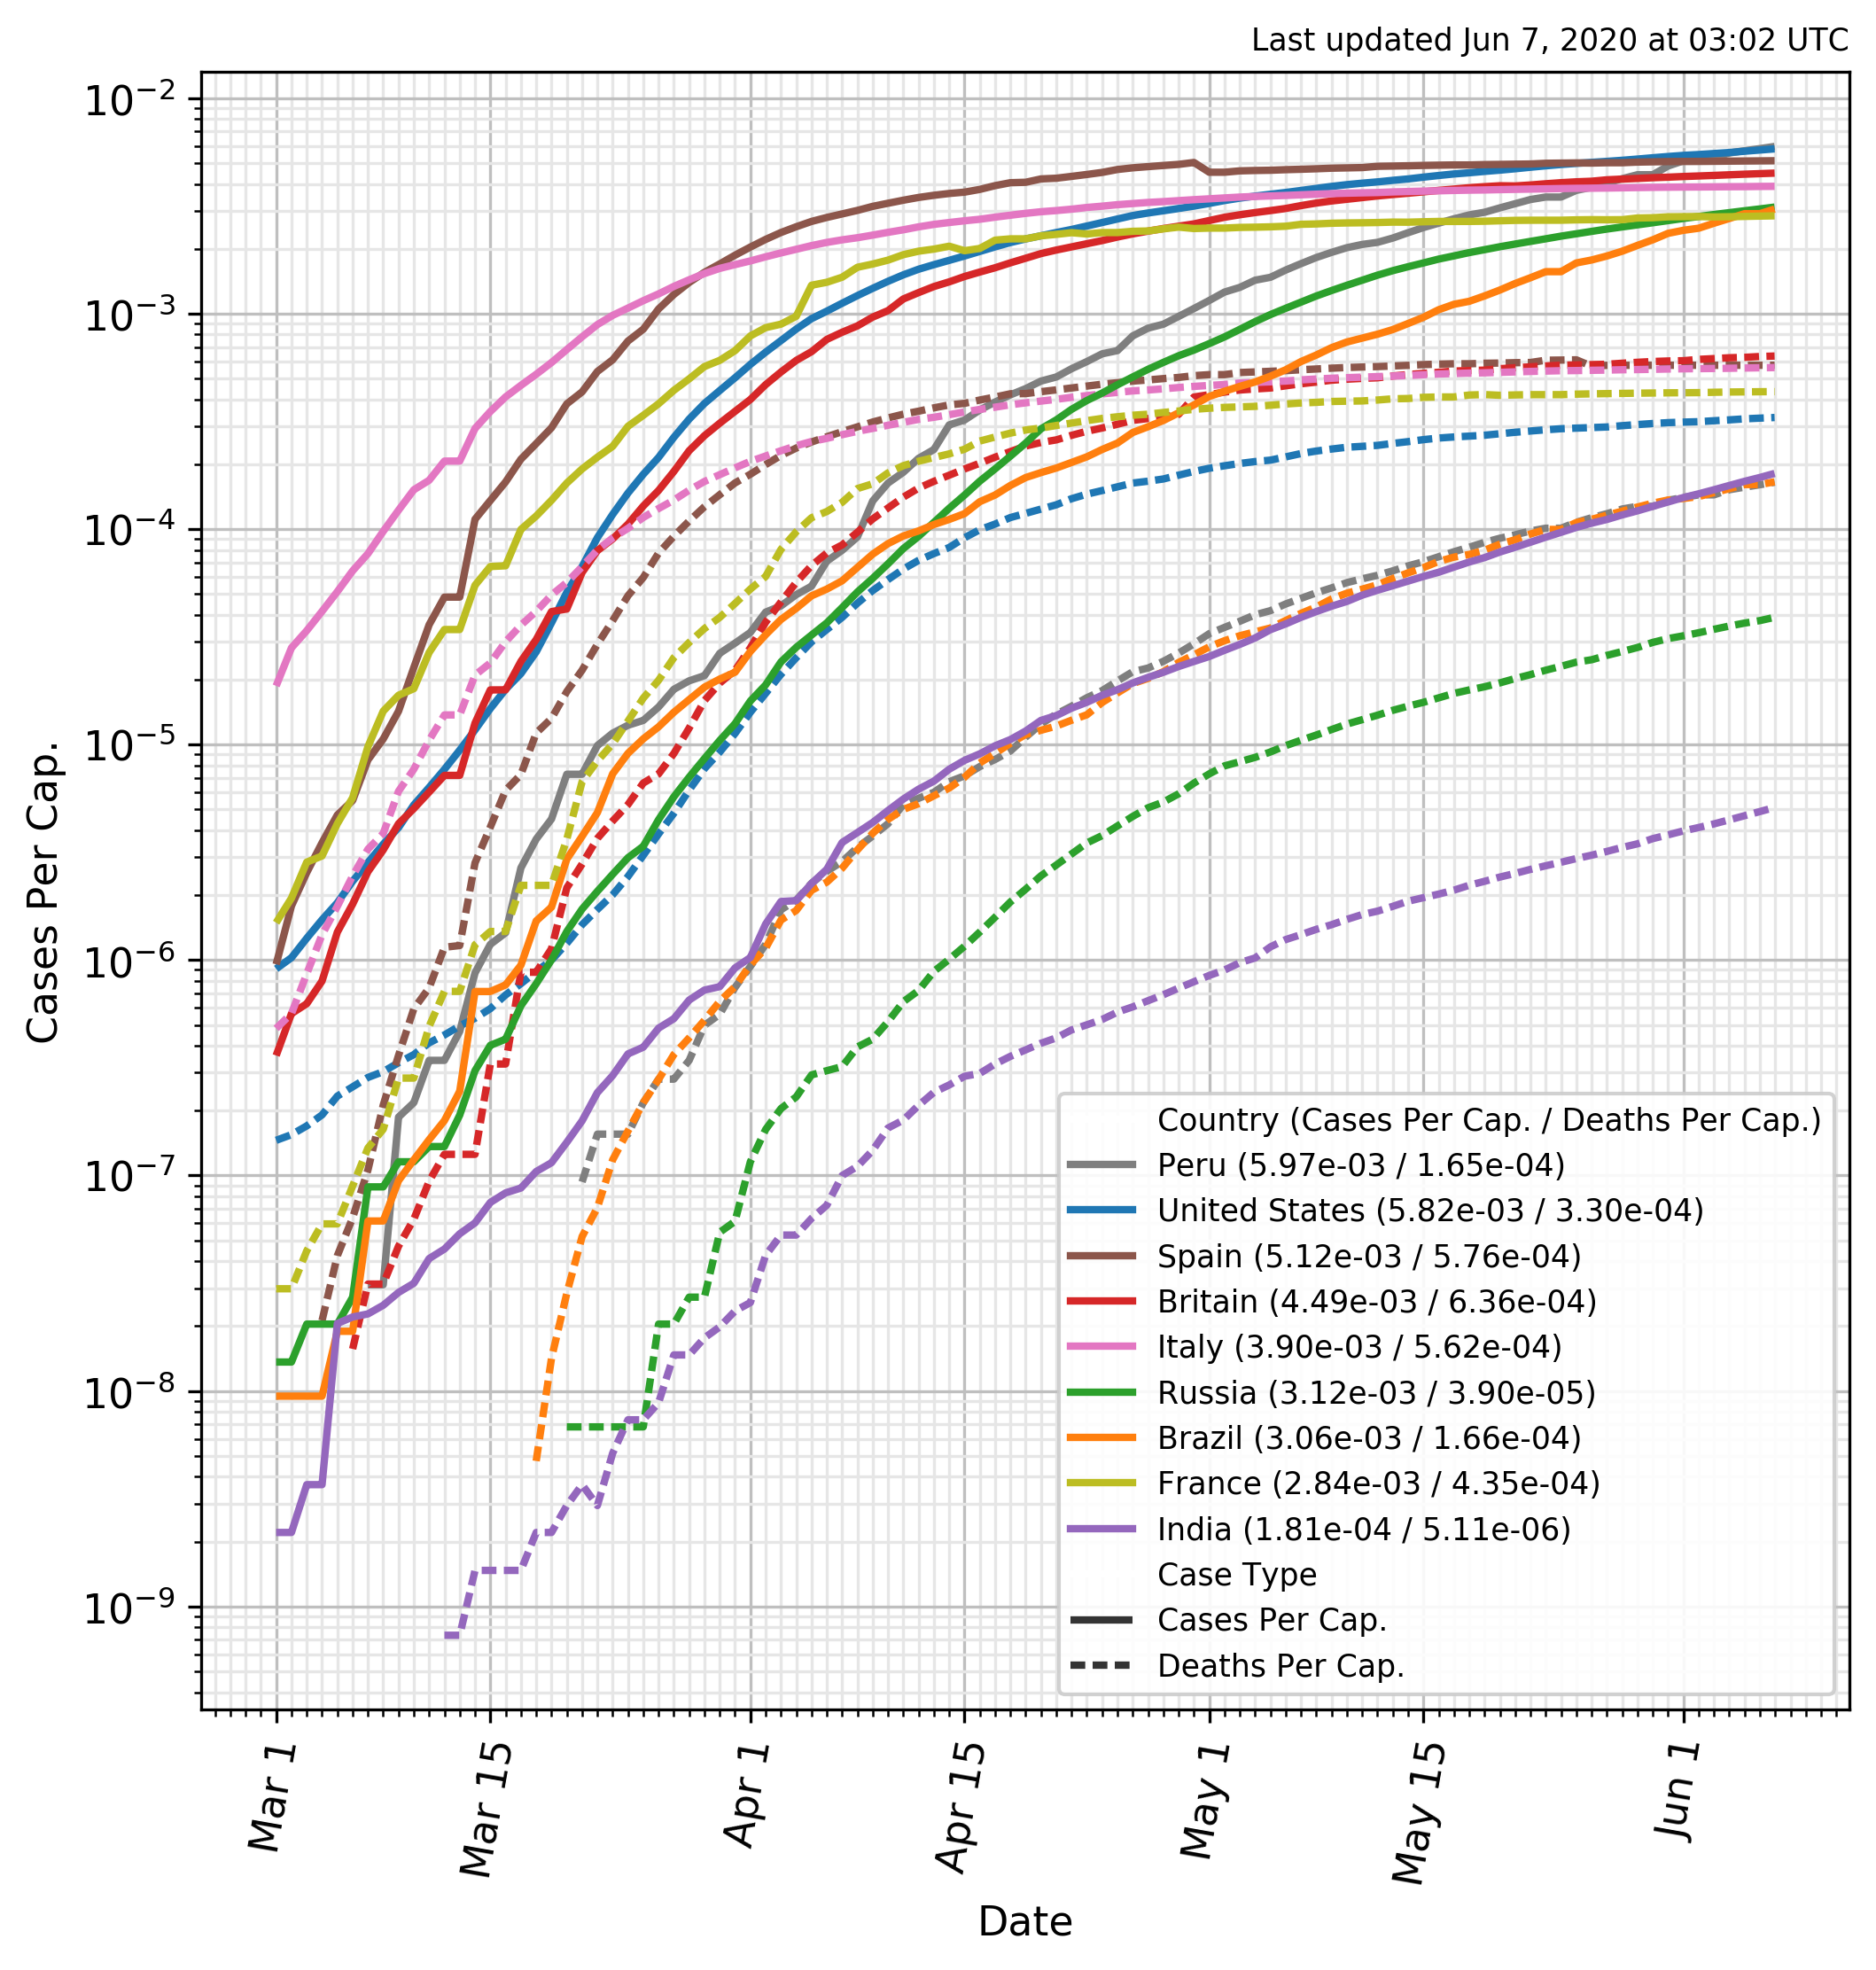 Last updated Jun 7, 2020 at 03:02 UTC
10⁻²
10⁻³
10⁻⁴
10⁻⁵
10⁻⁶
10⁻⁷
10⁻⁸
10⁻⁹
Cases Per Cap.
Country (Cases Per Cap. / Deaths Per Cap.)
Peru (5.97e-03 / 1.65e-04)
United States (5.82e-03 / 3.30e-04)
Spain (5.12e-03 / 5.76e-04)
Britain (4.49e-03 / 6.36e-04)
Italy (3.90e-03 / 5.62e-04)
Russia (3.12e-03 / 3.90e-05)
Brazil (3.06e-03 / 1.66e-04)
France (2.84e-03 / 4.35e-04)
India (1.81e-04 / 5.11e-06)
Case Type
Cases Per Cap.
Deaths Per Cap.
Mar 1
Mar 15
Apr 1
Apr 15
May 1
May 15
Jun 1
Date